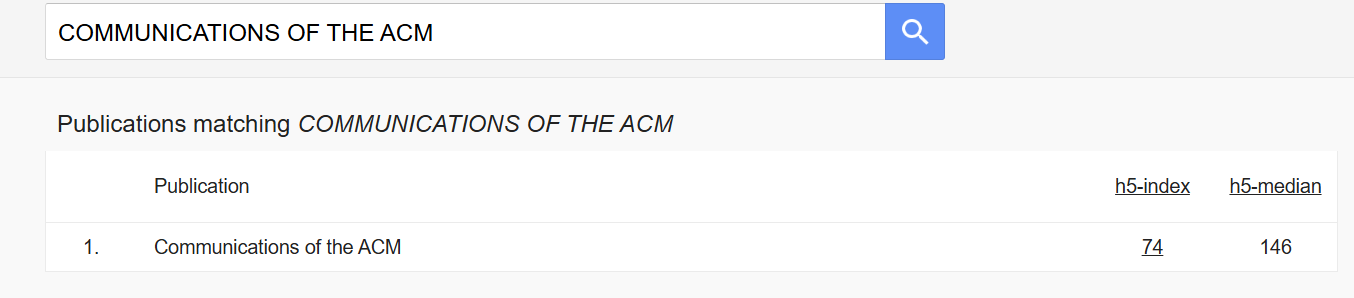 COMMUNICATIONS OF THE ACM
Publications matching COMMUNICATIONS OF THE ACM
Publication h5-index h5-median
1. Communications of the ACM 74 146